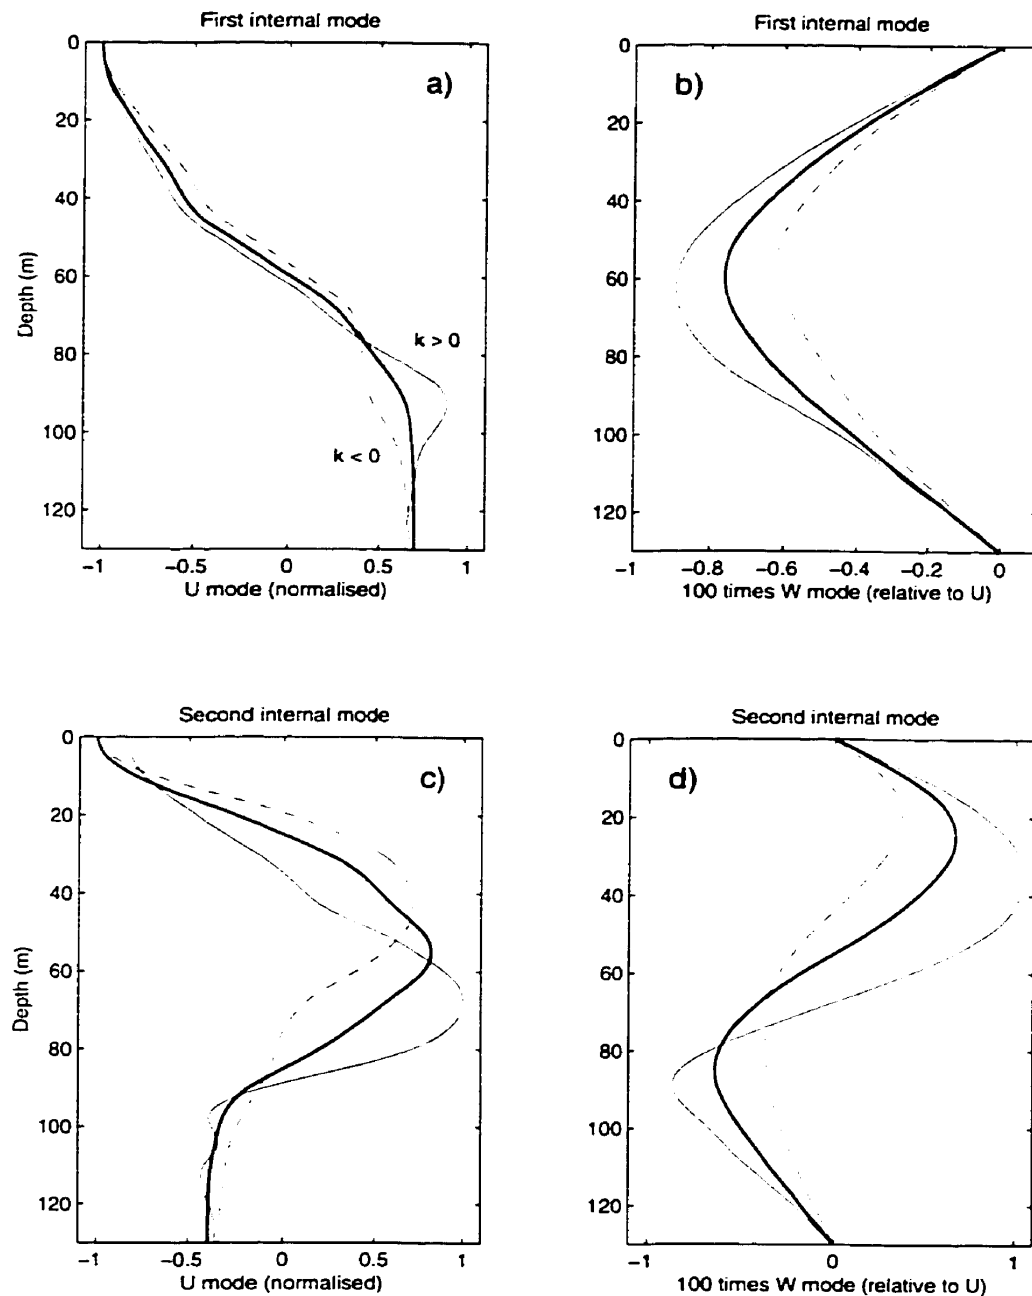 First internal mode
a)
0
20
40
60
80
100
120
Depth (m)
k > 0
k < 0
−1
−0.5
0
0.5
1
U mode (normalised)
First internal mode
b)
0
20
40
60
80
100
120
−1
−0.8
−0.6
−0.4
−0.2
0
100 times W mode (relative to U)
Second internal mode
c)
0
20
40
60
80
100
120
Depth (m)
−1
−0.5
0
0.5
1
U mode (normalised)
Second internal mode
d)
0
20
40
60
80
100
120
−1
0
1
100 times W mode (relative to U)